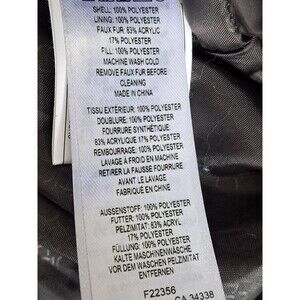 SHELL: 100% POLYESTER
LINING: 100% POLYESTER
FAUX FUR: 83% ACRYLIC
17% POLYESTER
FILL: 100% POLYESTER
MACHINE WASH COLD
REMOVE FAUX FUR BEFORE
CLEANING
MADE IN CHINA
TISSU EXTÉRIEUR: 100% POLYESTER
DOUBLURE: 100% POLYESTER
FOURRURE SYNTHÉTIQUE:
83% ACRYLIQUE 17% POLYESTER
REMBOURRAGE: 100% POLYESTER
LAVAGE À FROID EN MACHINE
RETIRER LA FAUSSE FOURRURE
AVANT LE LAVAGE
FABRIQUÉ EN CHINE
AUSSENSTOFF: 100% POLYESTER
FUTTER: 100% POLYESTER
PELZIMITAT: 83% ACRYL
17% POLYESTER
FÜLLUNG: 100% POLYESTER
KALTE MASCHINENWÄSCHE
VOR DEM WASCHEN PELZIMITAT
ENTFERNEN
F22356
CA 34338